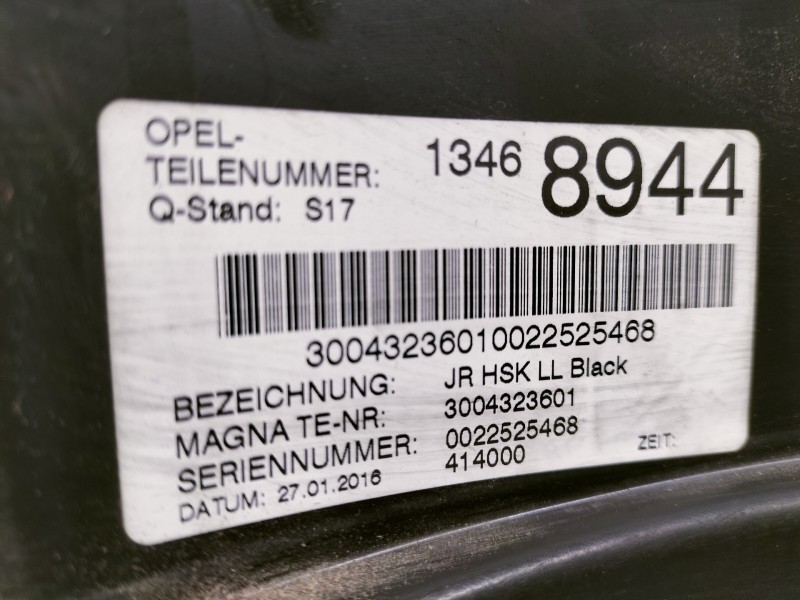 OPEL-
TEILENUMMER: 1346 8944
Q-Stand: S17
30043236010022525468
BEZEICHNUNG: JR HSK LL Black
MAGNA TE-NR: 3004323601
SERIENNUMMER: 0022525468
DATUM: 27.01.2016 414000 ZEIT: